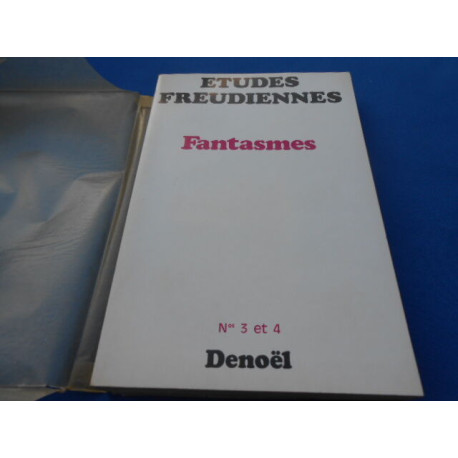 ETUDES
FREUDIENNES
Fantasmes
Nos 3 et 4
Denoël